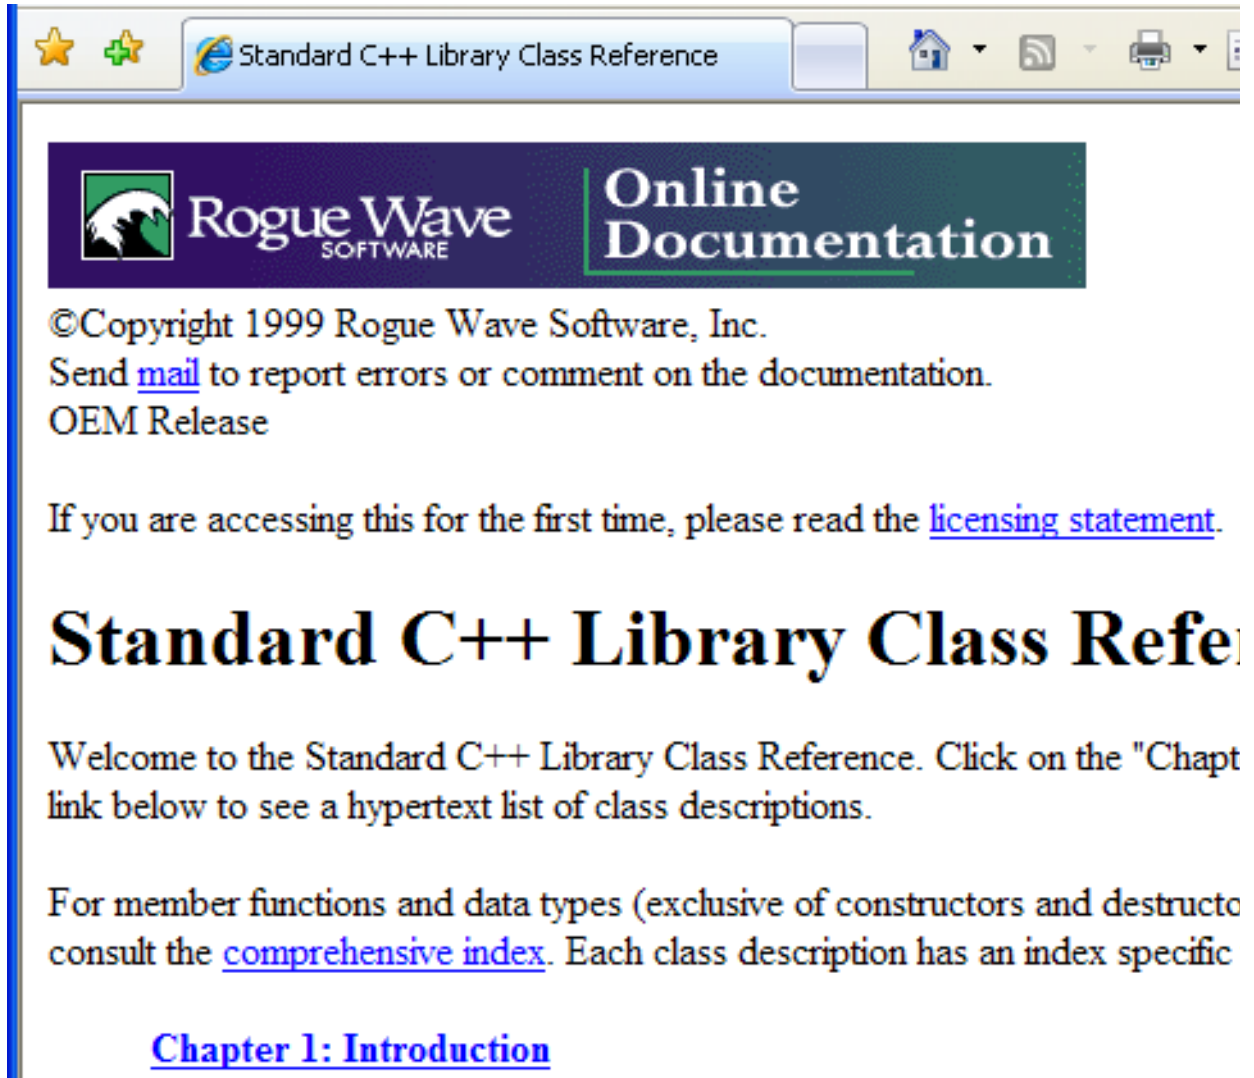 Standard C++ Library Class Reference
Rogue Wave
SOFTWARE
Online
Documentation
©Copyright 1999 Rogue Wave Software, Inc.
Send mail to report errors or comment on the documentation.
OEM Release
If you are accessing this for the first time, please read the licensing statement.
Standard C++ Library Class Refer
Welcome to the Standard C++ Library Class Reference. Click on the "Chapt
link below to see a hypertext list of class descriptions.
For member functions and data types (exclusive of constructors and destructo
consult the comprehensive index. Each class description has an index specific
Chapter 1: Introduction